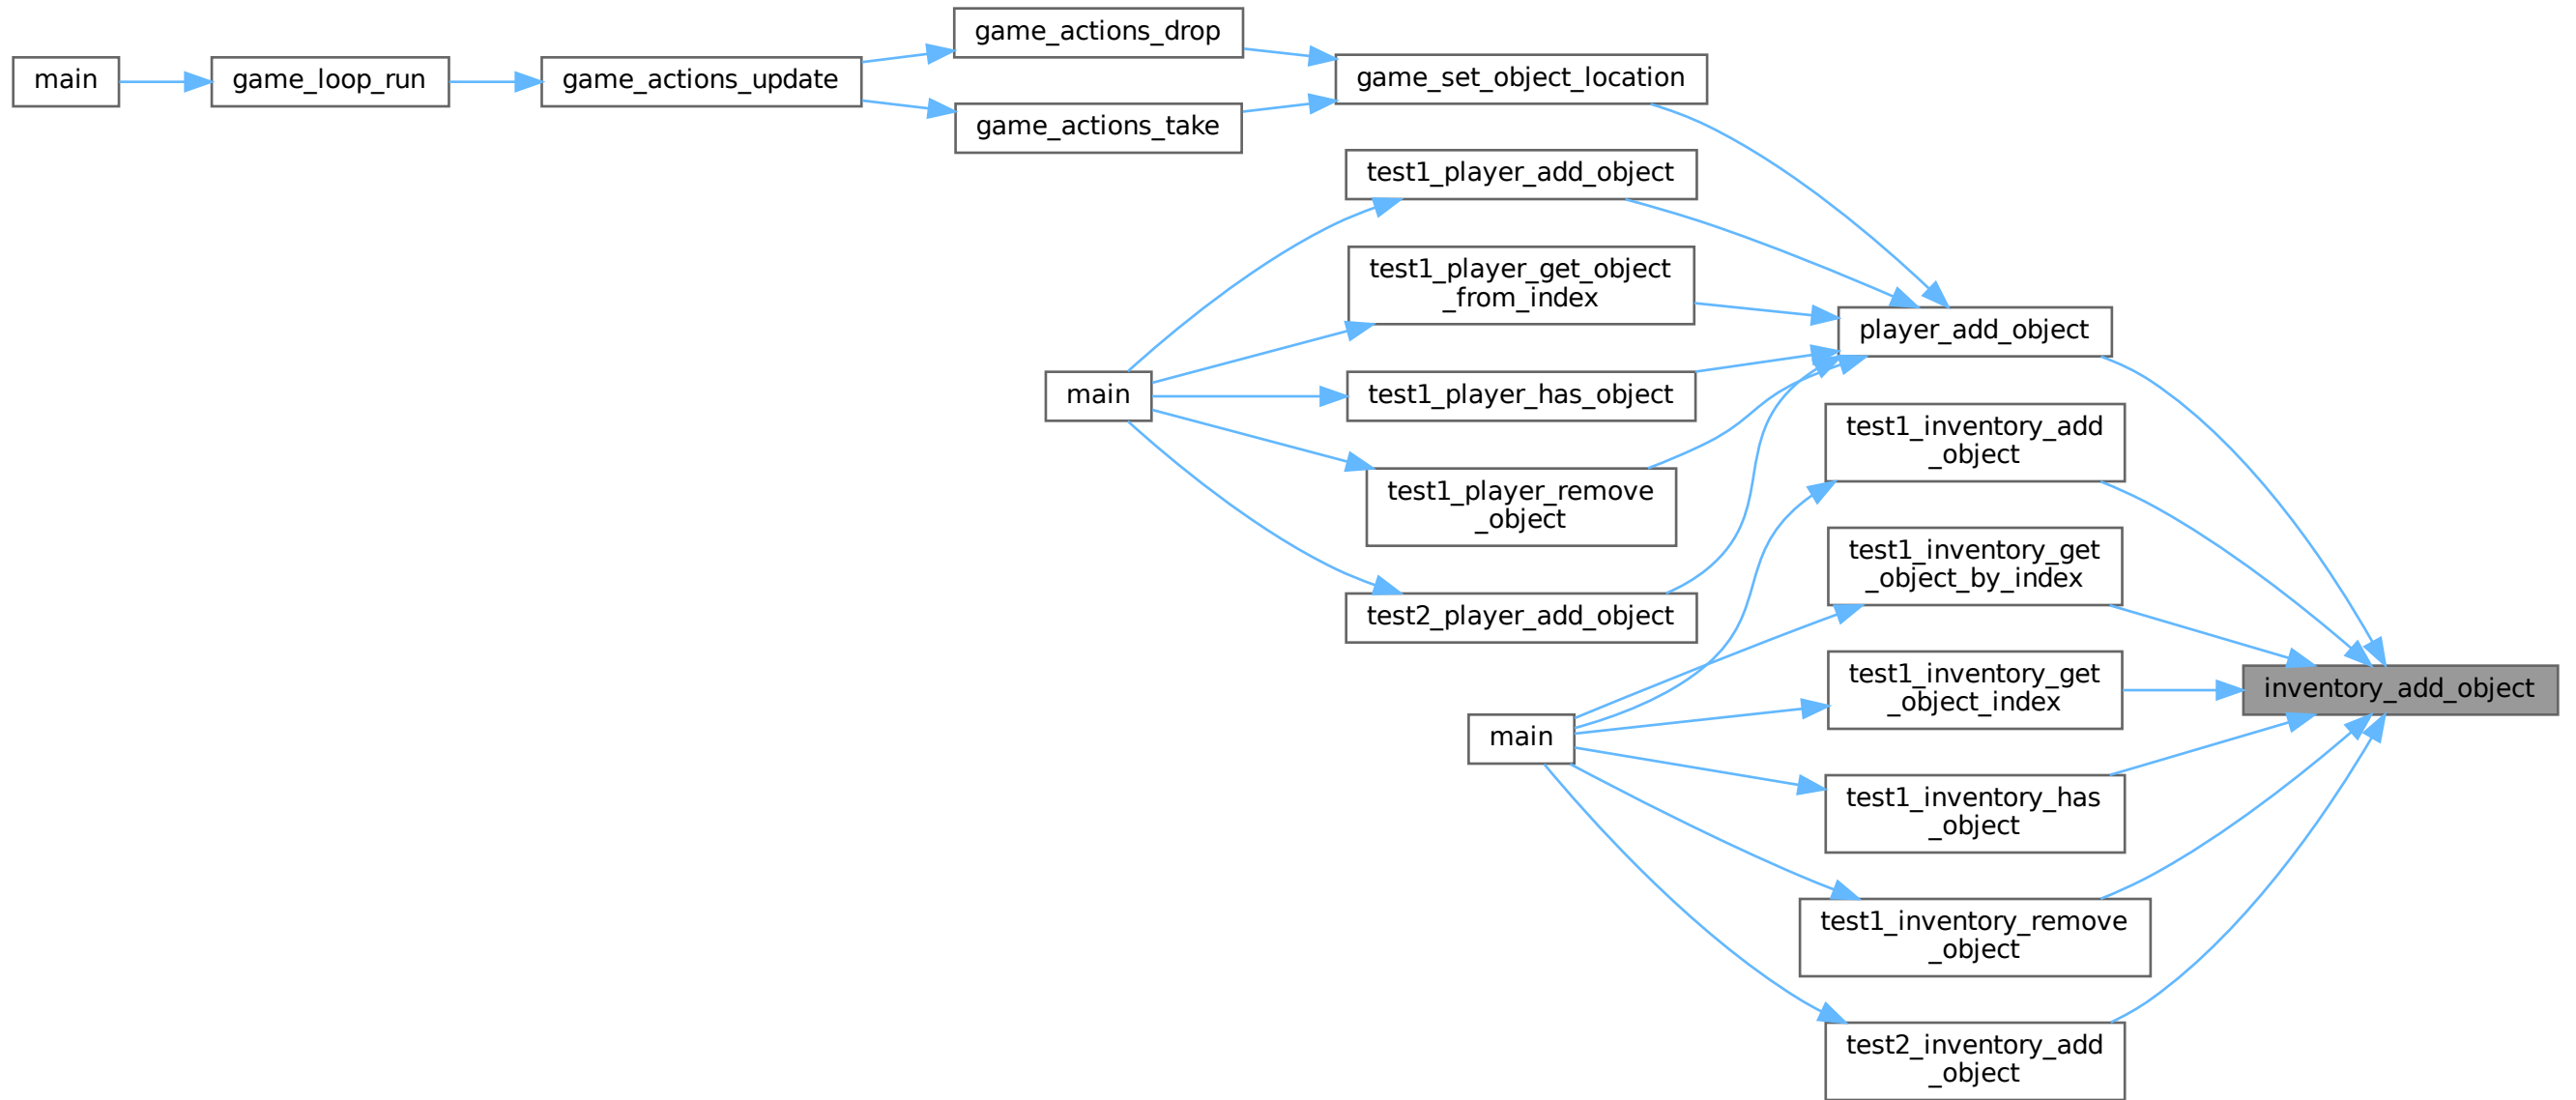 game_actions_drop
main
game_loop_run
game_actions_update
game_set_object_location
game_actions_take
test1_player_add_object
test1_player_get_object
_from_index
player_add_object
main
test1_player_has_object
test1_inventory_add
_object
test1_player_remove
_object
test1_inventory_get
_object_by_index
test2_player_add_object
test1_inventory_get
_object_index
inventory_add_object
main
test1_inventory_has
_object
test1_inventory_remove
_object
test2_inventory_add
_object